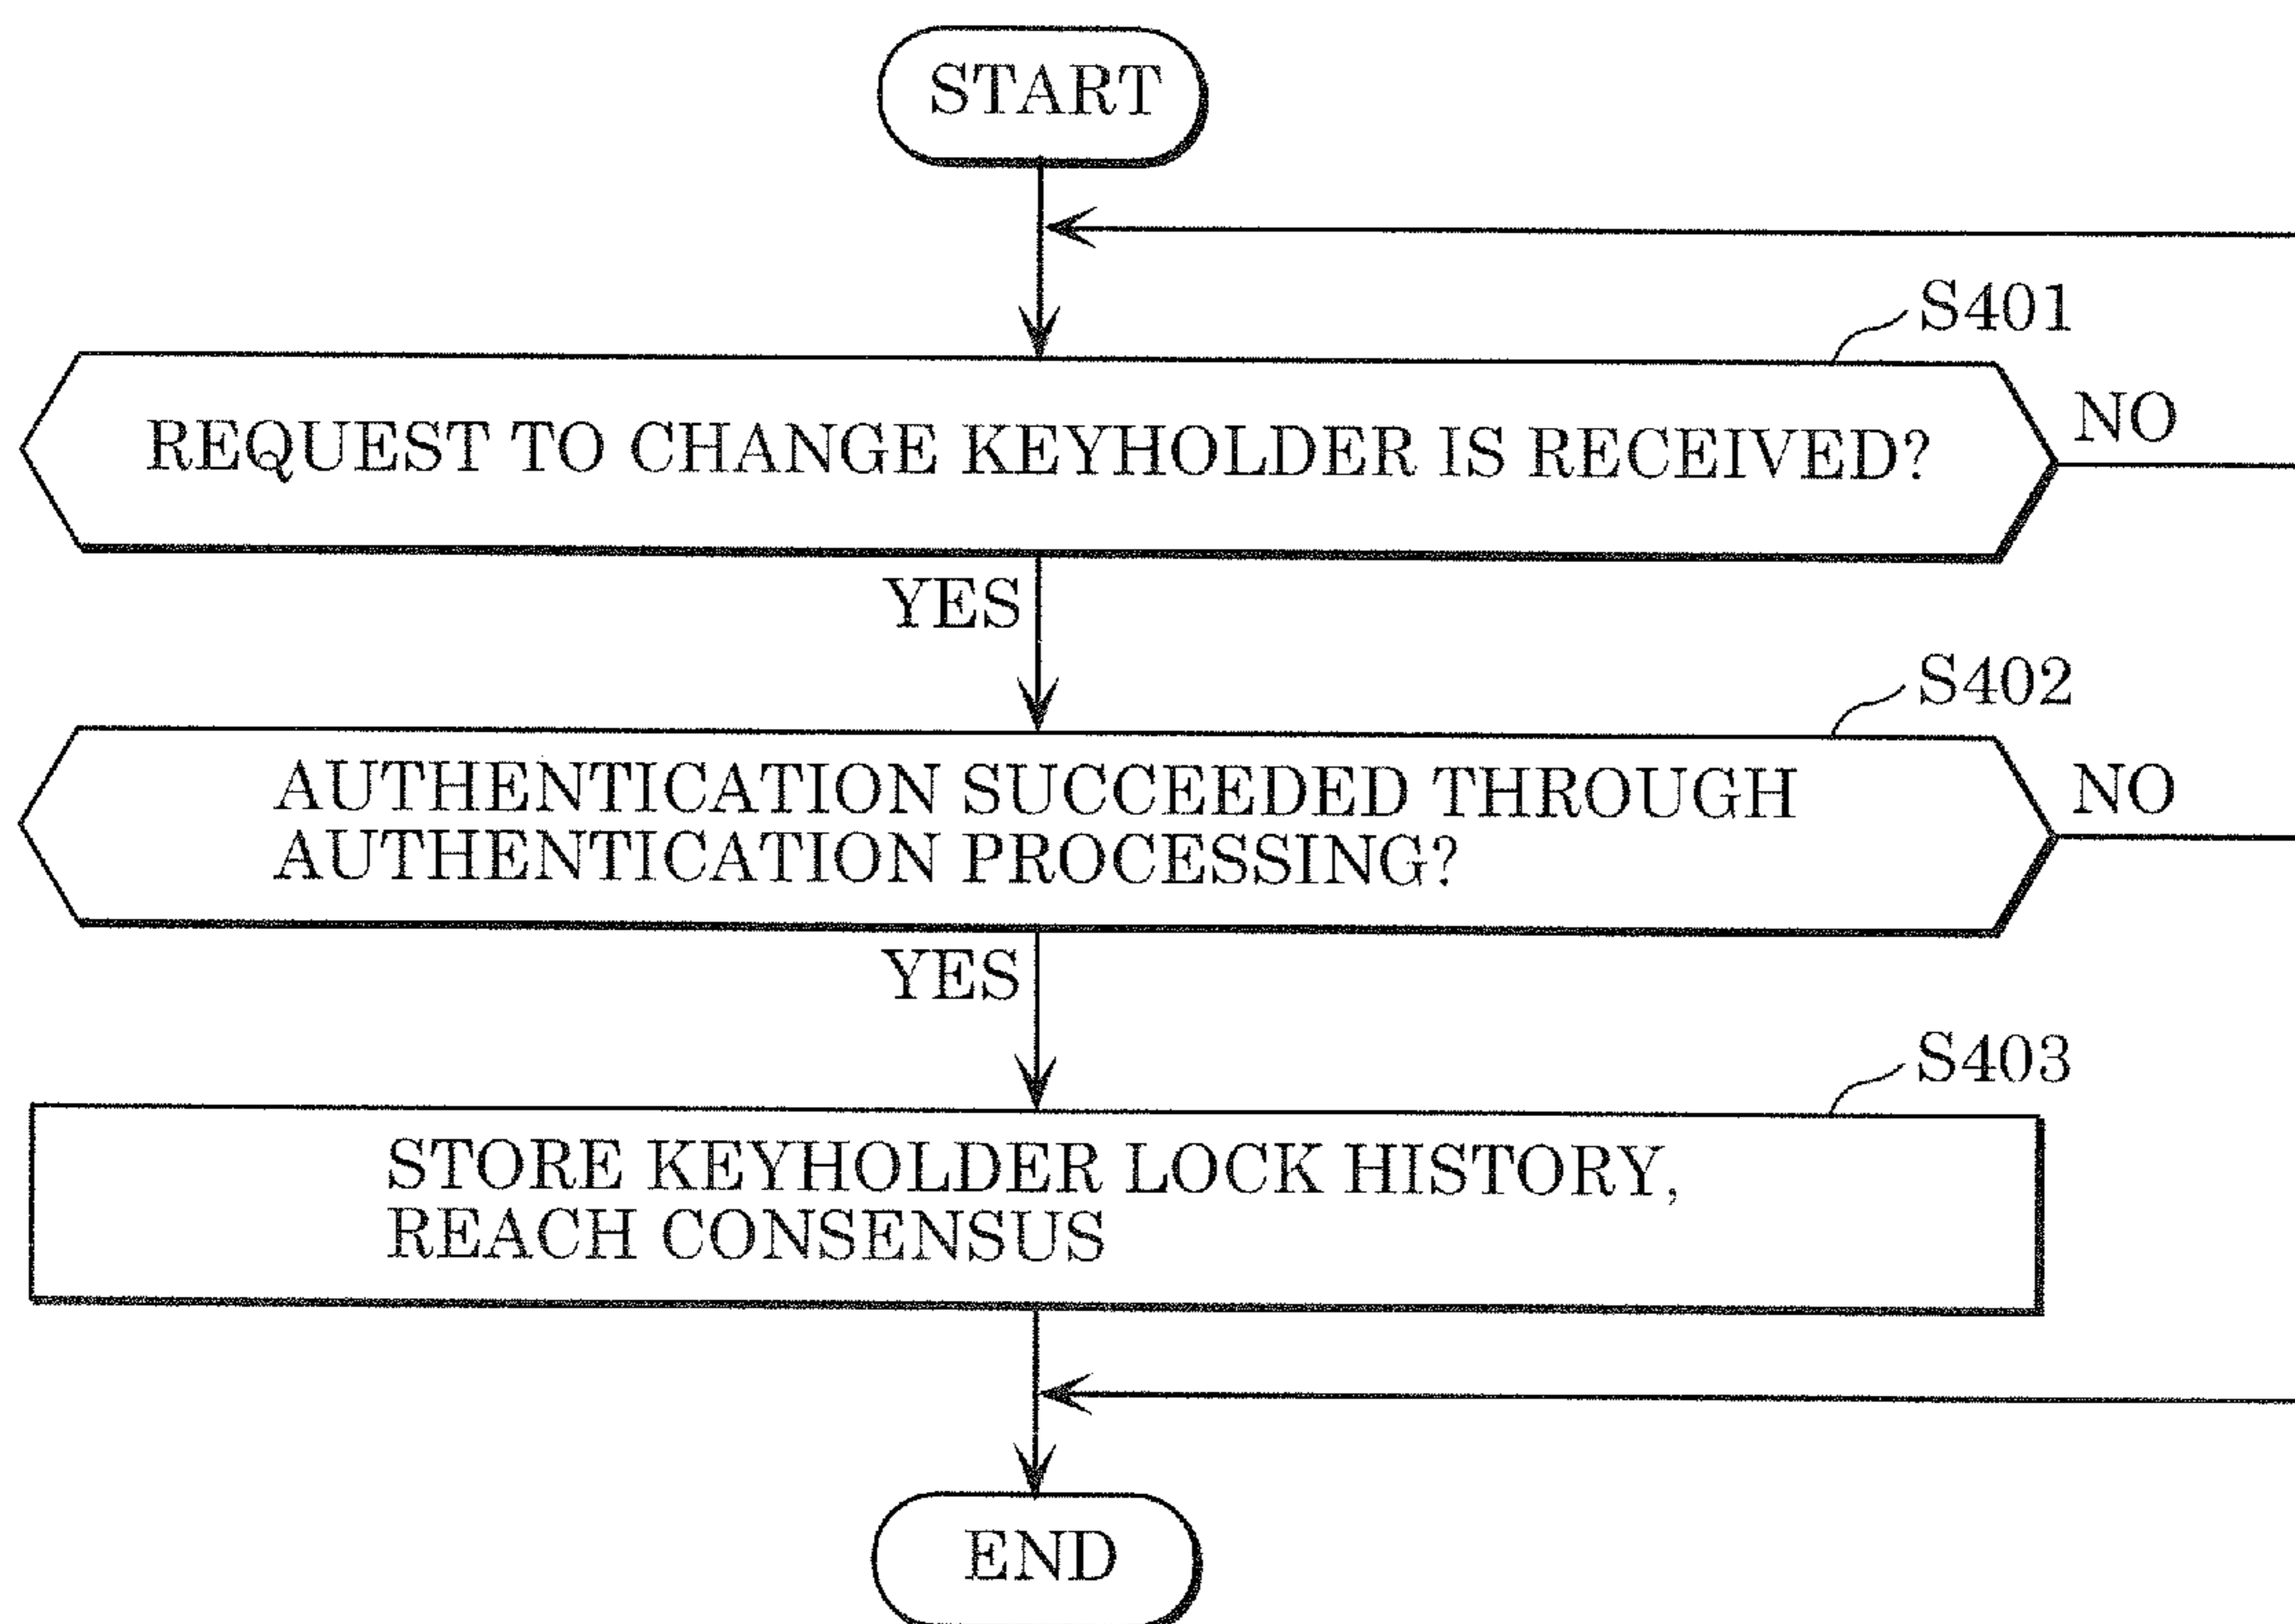 START
S401
REQUEST TO CHANGE KEYHOLDER IS RECEIVED?
NO
YES
S402
AUTHENTICATION SUCCEEDED THROUGH
AUTHENTICATION PROCESSING?
NO
YES
S403
STORE KEYHOLDER LOCK HISTORY,
REACH CONSENSUS
END